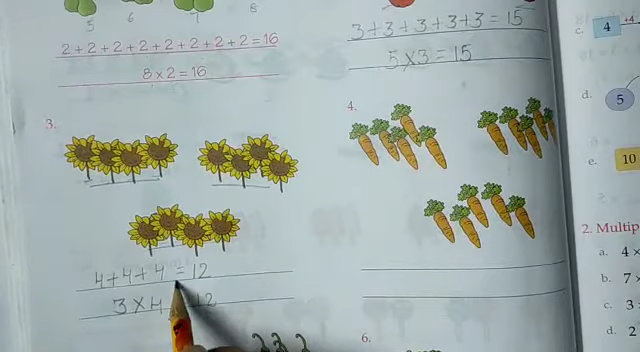 5 6 7 8
2+2+2+2+2+2+2+2=16
8 x 2 = 16
3+3+3+3+3 = 15
5 x 3 = 15
c. 4 +4
d. 5
e. 10
3.
4.
4+4+4 = 12
3 x 4 = 12
6.
2. Multip
a. 4 ×
b. 7 ×
c. 3
d. 2